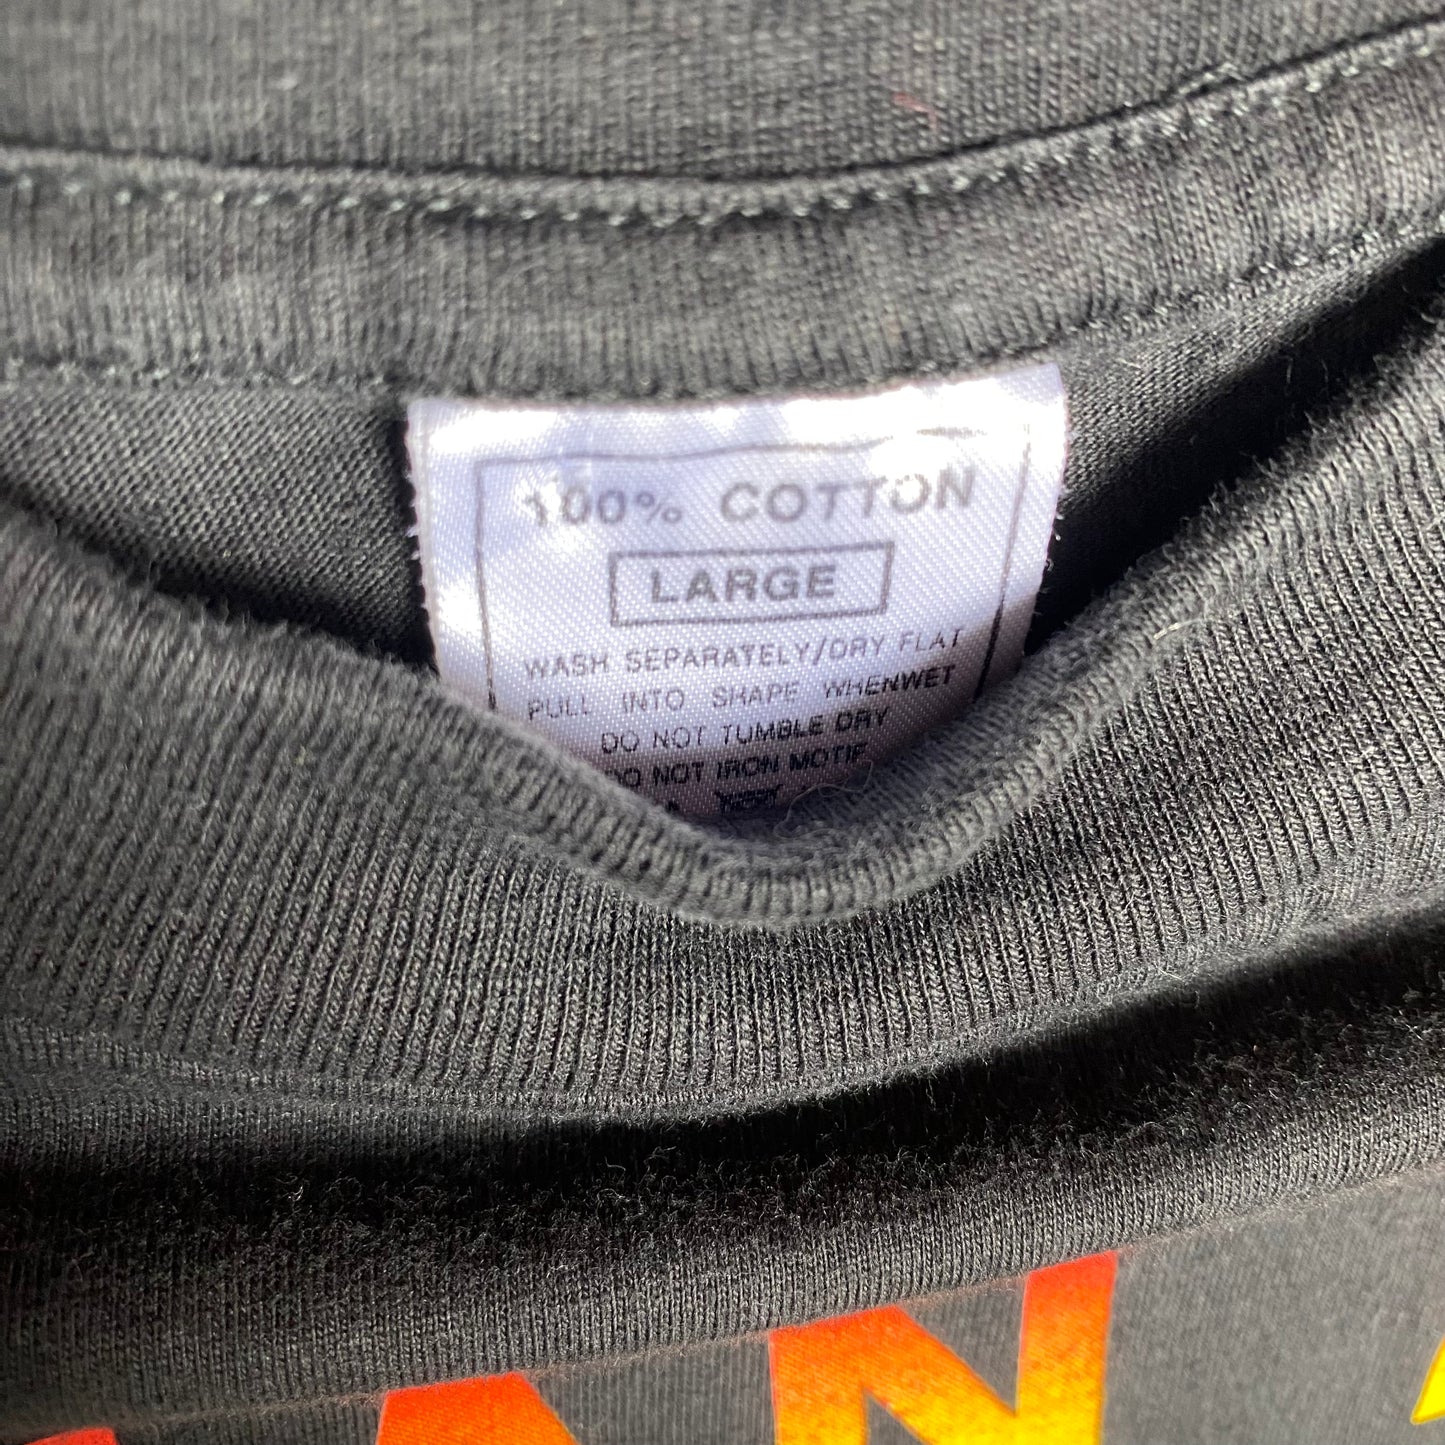 100% COTTON
LARGE
WASH SEPARATELY/DRY FLAT
PULL INTO SHAPE WHENWET
DO NOT TUMBLE DRY
DO NOT IRON MOTIF
AN